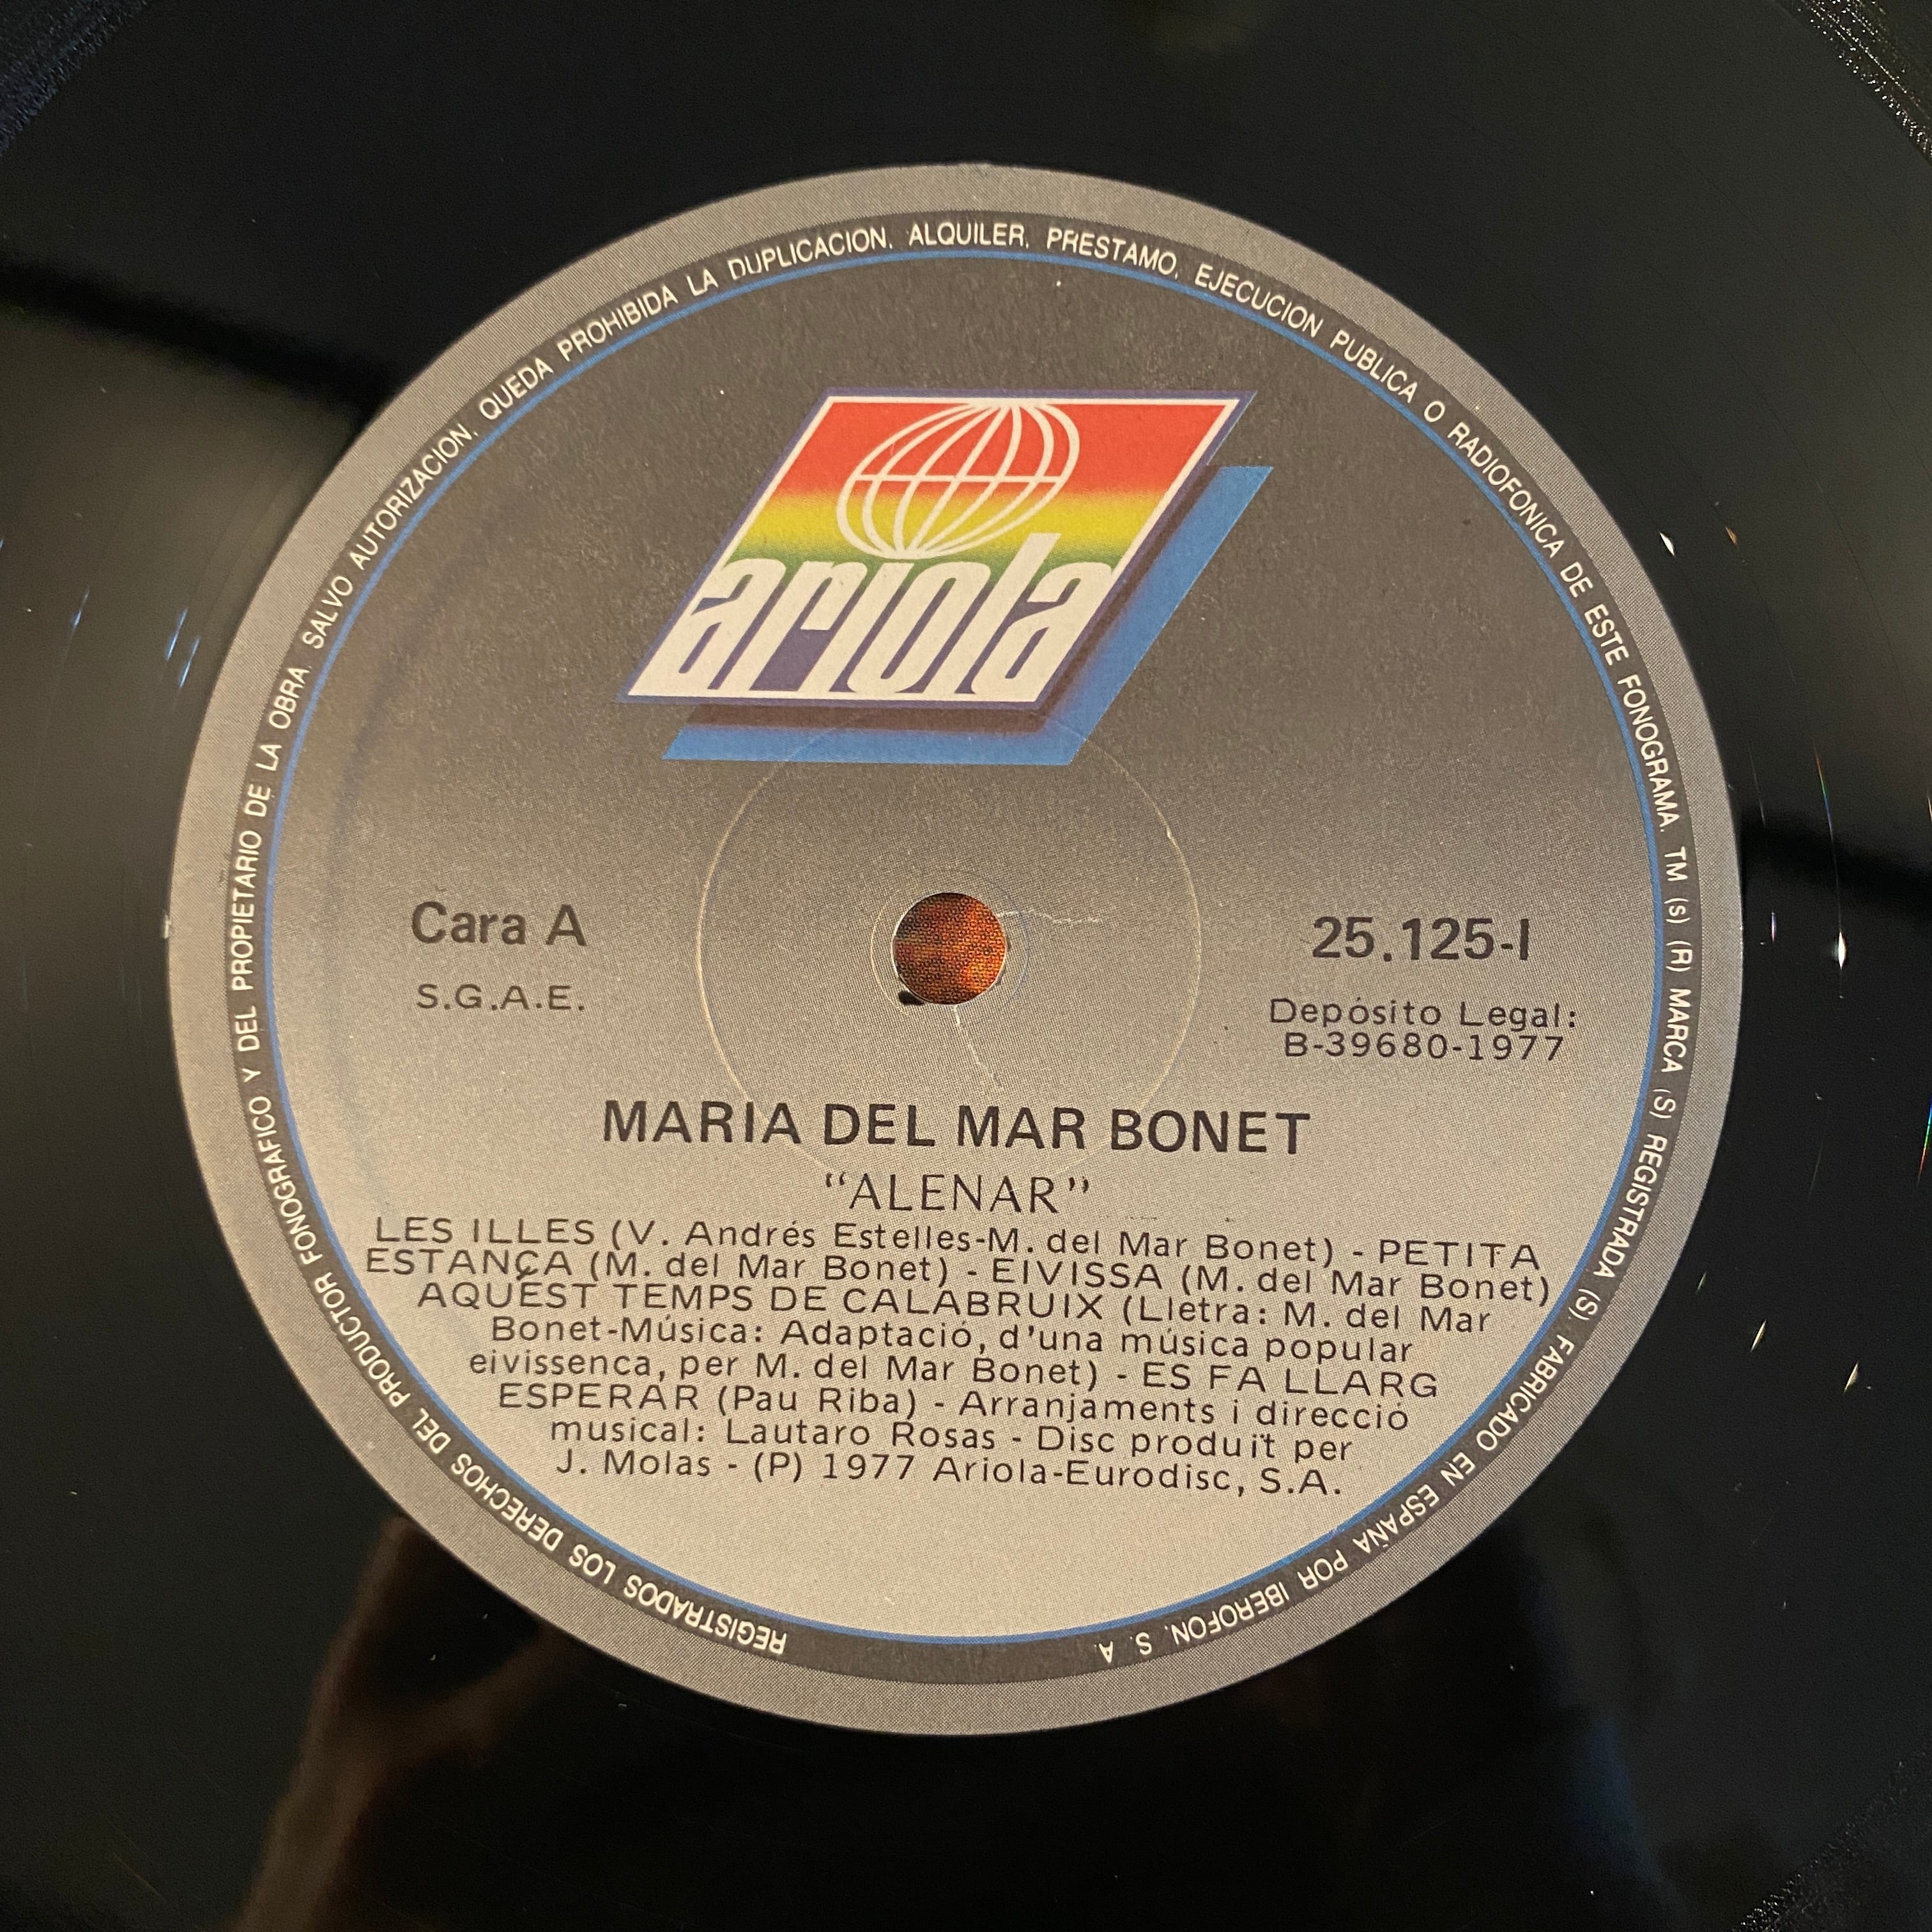 REGISTRADOS LOS DERECHOS DEL PRODUCTOR FONOGRAFICO Y DEL PROPIETARIO DE LA OBRA. SALVO AUTORIZACION, QUEDA PROHIBIDA LA DUPLICACION, ALQUILER, PRESTAMO, EJECUCION PUBLICA O RADIOFONICA DE ESTE FONOGRAMA. TM (s) (R) MARCA (S) REGISTRADA (S). FABRICADO EN ESPAÑA POR IBEROFON, S. A.
ariola
Cara A
S.G.A.E.
25.125-I
Depósito Legal:
B-39680-1977
MARIA DEL MAR BONET
"ALENAR"
LES ILLES (V. Andrés Estelles-M. del Mar Bonet) - PETITA
ESTANÇA (M. del Mar Bonet) - EIVISSA (M. del Mar Bonet)
AQUEST TEMPS DE CALABRUIX (Lletra: M. del Mar
Bonet-Música: Adaptació, d'una música popular
eivissenca, per M. del Mar Bonet) - ES FA LLARG
ESPERAR (Pau Riba) - Arranjaments i direcció
musical: Lautaro Rosas - Disc produït per
J. Molas - (P) 1977 Ariola-Eurodisc, S.A.